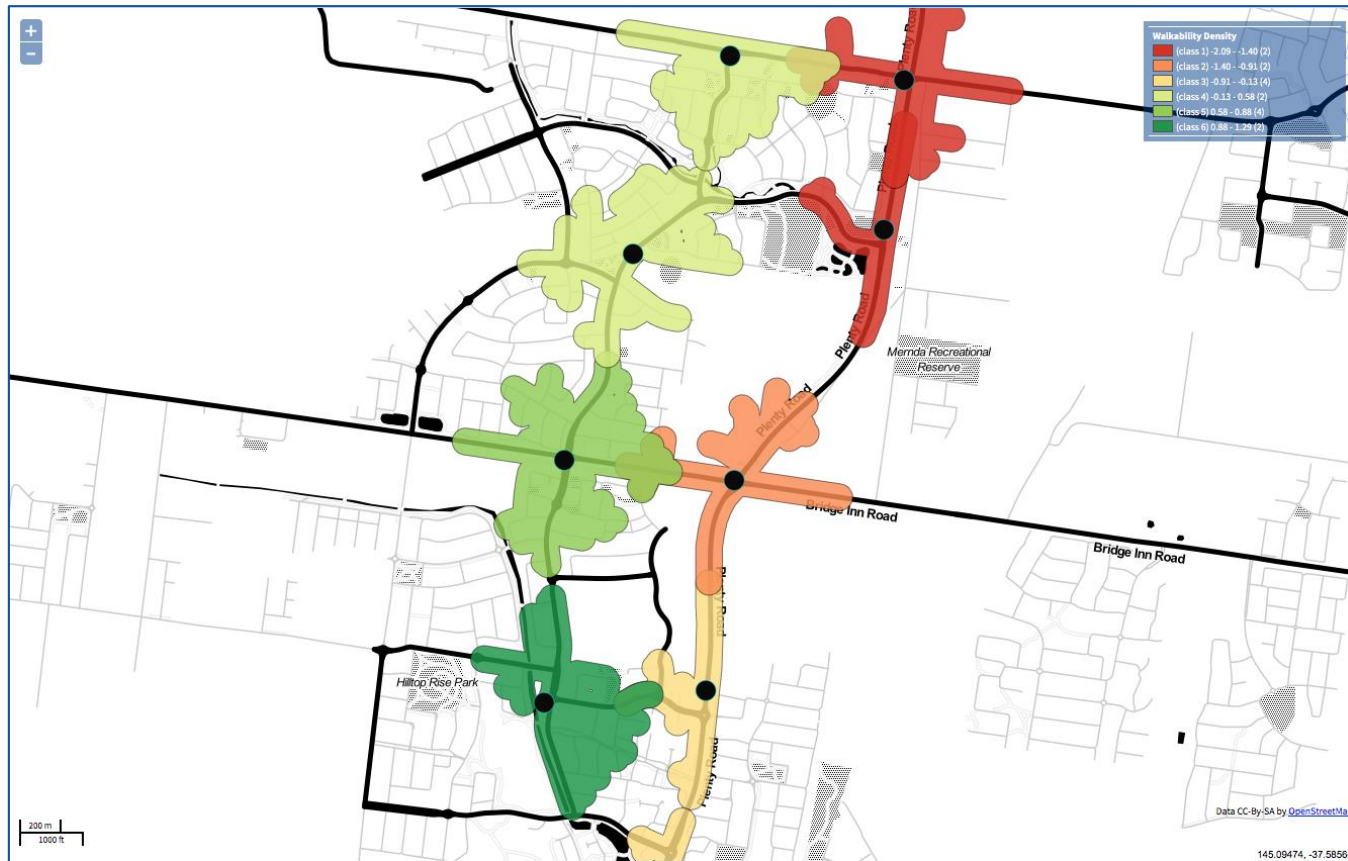 +
−
Plenty Road
Walkability Density
(class 1) -2.09 - -1.40 (2)
(class 2) -1.40 - -0.91 (2)
(class 3) -0.91 - -0.13 (4)
(class 4) -0.13 - 0.58 (2)
(class 5) 0.58 - 0.88 (4)
(class 6) 0.88 - 1.29 (2)
Plenty Road
Mernda Recreational
Reserve
Plenty Road
Bridge Inn Road
Bridge Inn Road
Hilltop Rise Park
Plenty Road
200 m
1000 ft
Data CC-By-SA by OpenStreetMa
145.09474, -37.5856